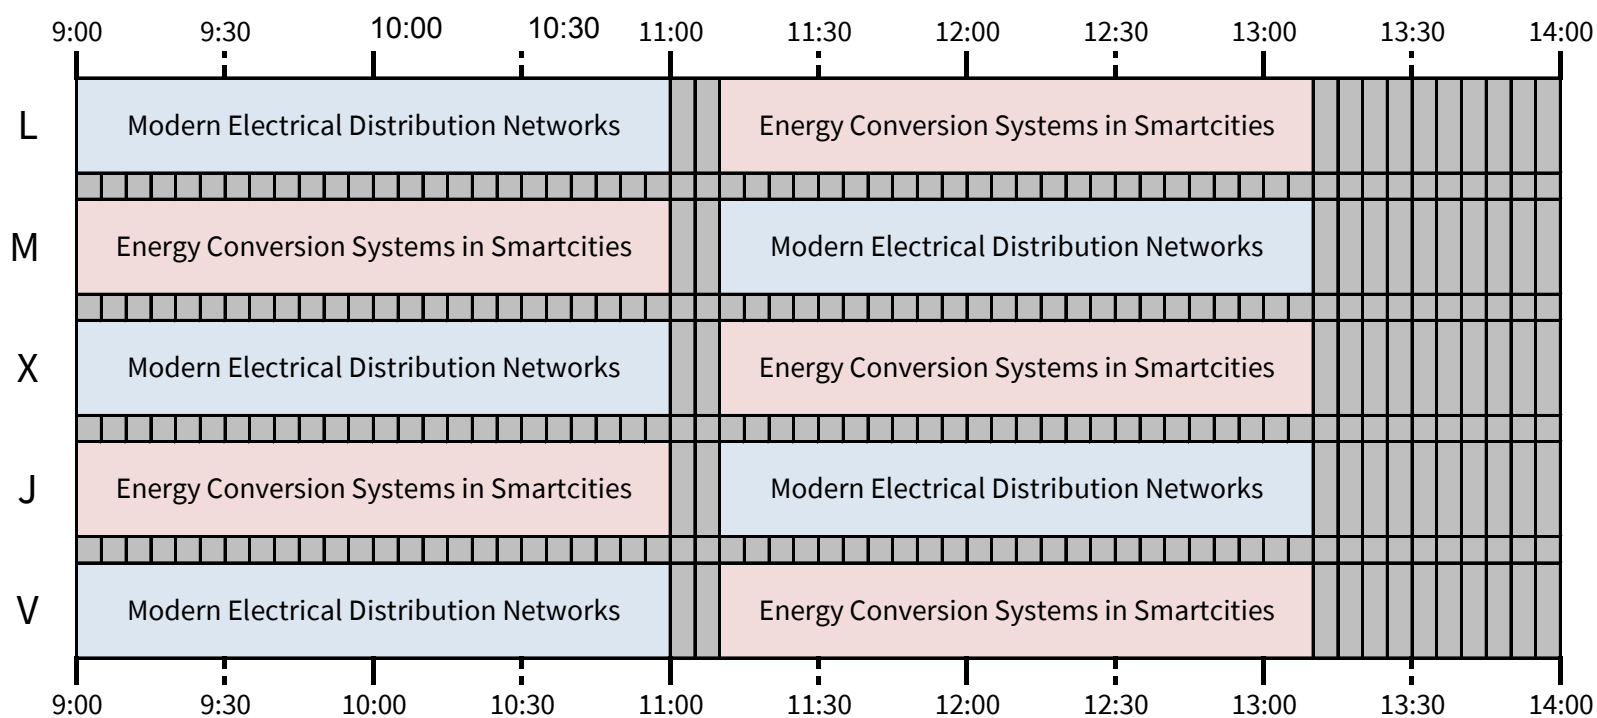 9:00 9:30 10:00 10:30 11:00 11:30 12:00 12:30 13:00 13:30 14:00
L Modern Electrical Distribution Networks Energy Conversion Systems in Smartcities
M Energy Conversion Systems in Smartcities Modern Electrical Distribution Networks
X Modern Electrical Distribution Networks Energy Conversion Systems in Smartcities
J Energy Conversion Systems in Smartcities Modern Electrical Distribution Networks
V Modern Electrical Distribution Networks Energy Conversion Systems in Smartcities
9:00 9:30 10:00 10:30 11:00 11:30 12:00 12:30 13:00 13:30 14:00